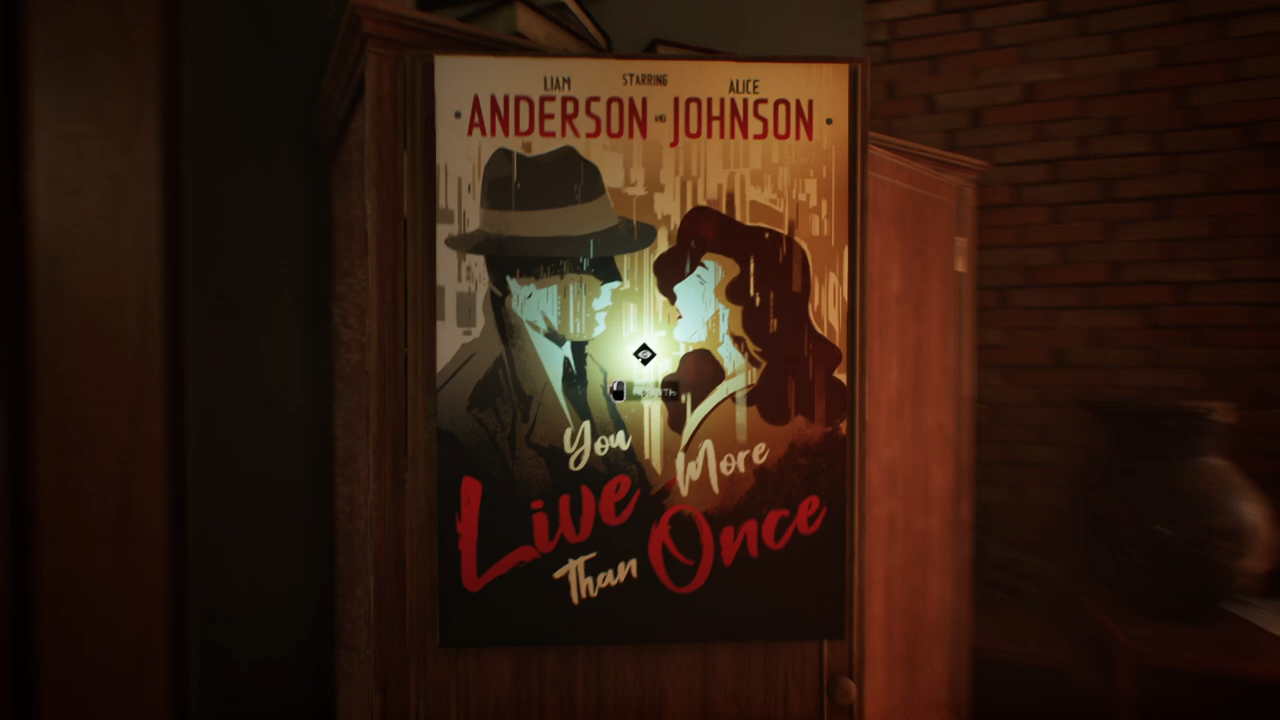 LIAM STARRING ALICE
ANDERSON AND JOHNSON
You
More
Live
Once
Than